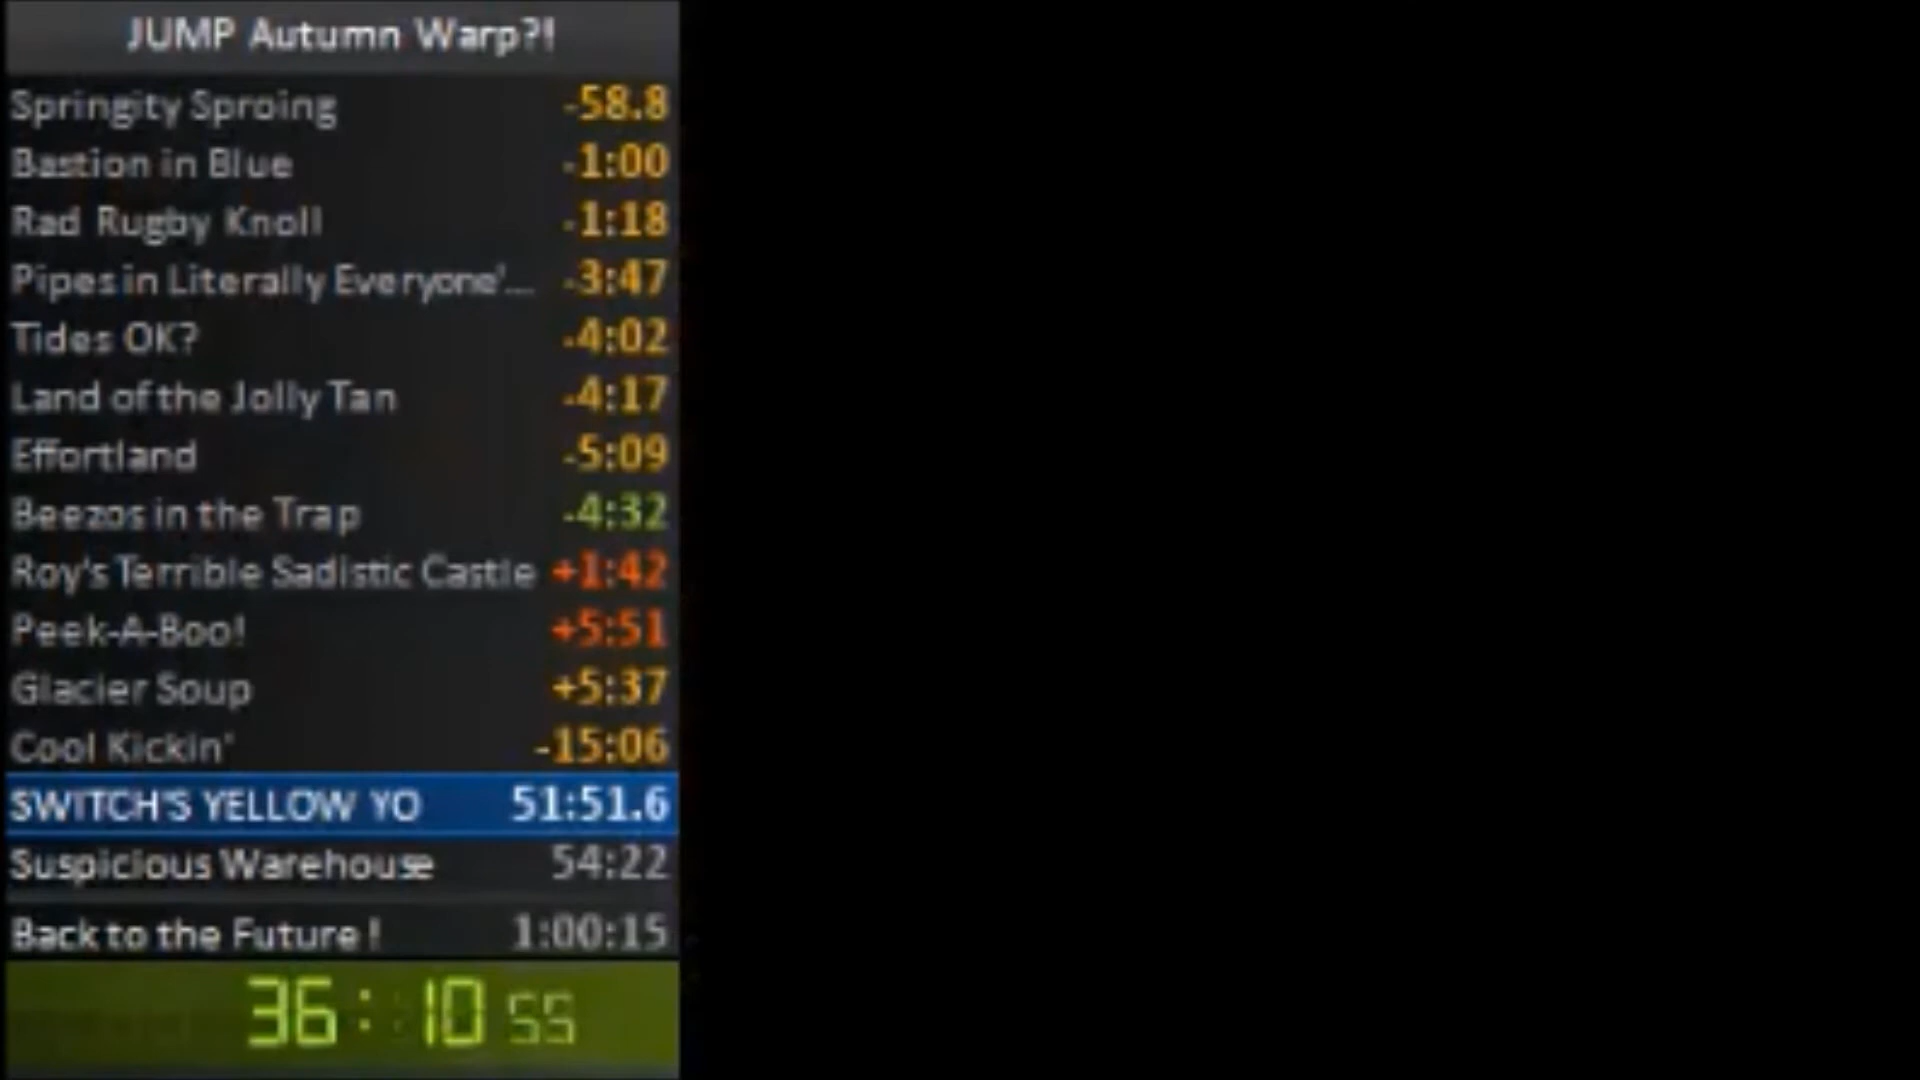 JUMP Autumn Warp?!
Springity Sproing -58.8
Bastion in Blue -1:00
Rad Rugby Knoll -1:18
Pipes in Literally Everyone'... -3:47
Tides OK? -4:02
Land of the Jolly Tan -4:17
Effortland -5:09
Beezos in the Trap -4:32
Roy's Terrible Sadistic Castle +1:42
Peek-A-Boo! +5:51
Glacier Soup +5:37
Cool Kickin' -15:06
SWITCH'S YELLOW YO 51:51.6
Suspicious Warehouse 54:22
Back to the Future ! 1:00:15
36:10 55